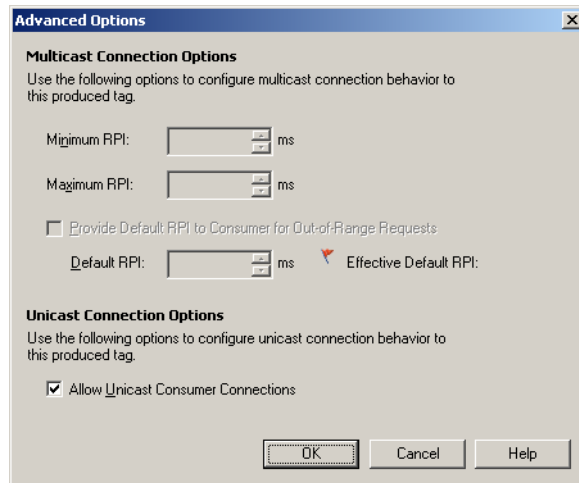 Advanced Options
Multicast Connection Options
Use the following options to configure multicast connection behavior to
this produced tag.
Minimum RPI: ms
Maximum RPI: ms
Provide Default RPI to Consumer for Out-of-Range Requests
Default RPI: ms Effective Default RPI:
Unicast Connection Options
Use the following options to configure unicast connection behavior to
this produced tag.
Allow Unicast Consumer Connections
OK Cancel Help